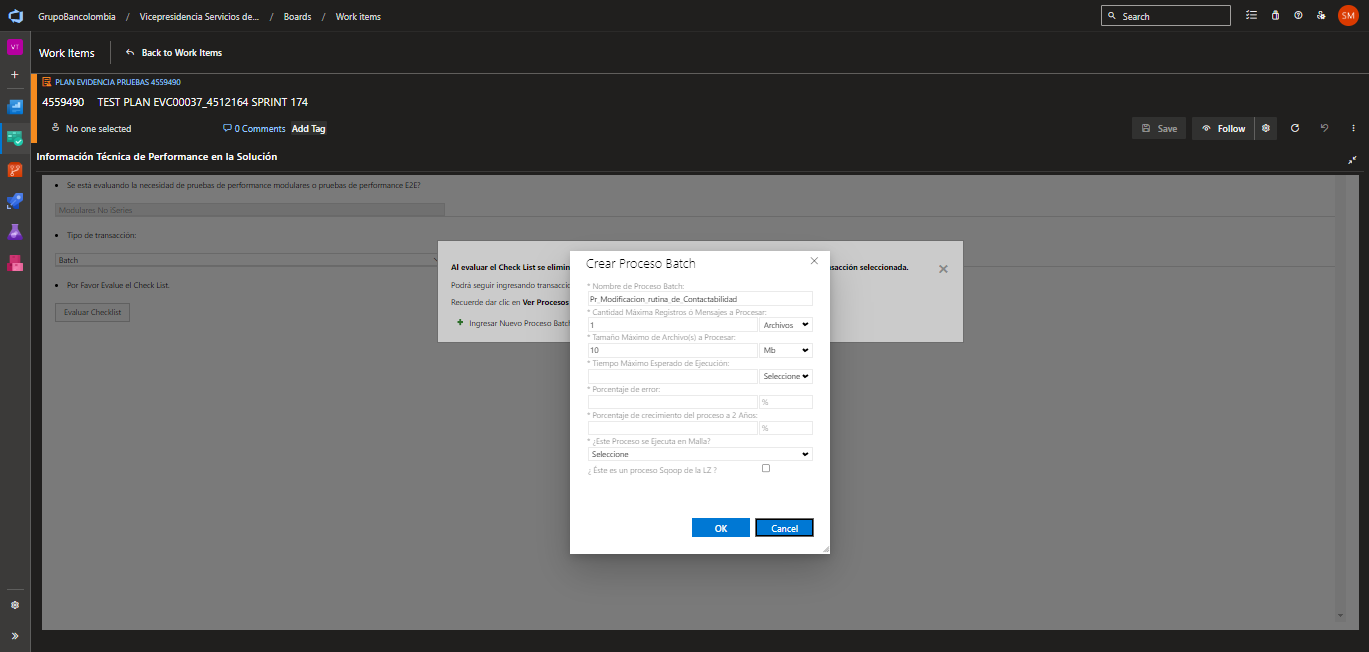 GrupoBancolombia / Vicepresidencia Servicios de... / Boards / Work items
Search
SM
VT
Work Items
Back to Work Items
PLAN EVIDENCIA PRUEBAS 4559490
4559490 TEST PLAN EVC00037_4512164 SPRINT 174
No one selected
0 Comments
Add Tag
Save
Follow
Información Técnica de Performance en la Solución
Se está evaluando la necesidad de pruebas de performance modulares o pruebas de performance E2E?
Modulares No iSeries
Tipo de transacción:
Batch
Por Favor Evalue el Check List.
Evaluar Checklist
Al evaluar el Check List se elimin
sacción seleccionada.
Podrá seguir ingresando transacci
Recuerde dar clic en Ver Procesos
Ingresar Nuevo Proceso Batch
Crear Proceso Batch
* Nombre de Proceso Batch:
Pr_Modificacion_rutina_de_Contactabilidad
* Cantidad Máxima Registros ó Mensajes a Procesar:
1 Archivos
* Tamaño Máximo de Archivo(s) a Procesar:
10 Mb
* Tiempo Máximo Esperado de Ejecución:
Seleccione
* Porcentaje de error:
%
* Porcentaje de crecimiento del proceso a 2 Años:
%
* ¿Este Proceso se Ejecuta en Malla?
Seleccione
¿ Éste es un proceso Sqoop de la LZ ?
OK
Cancel